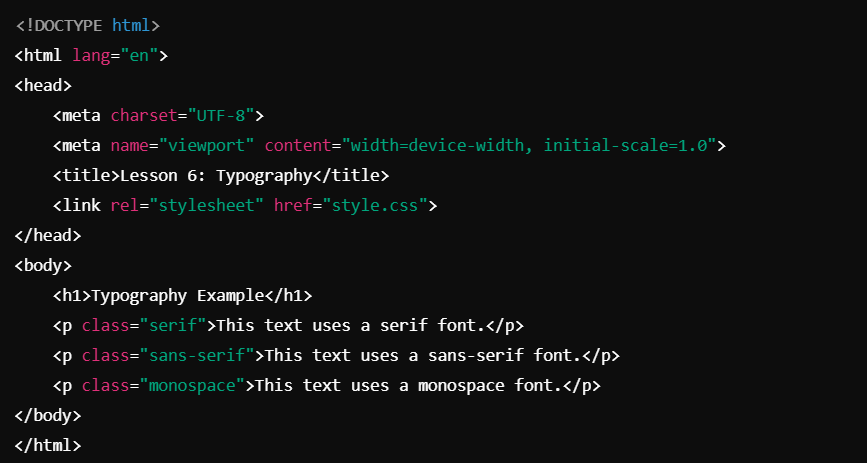 <!DOCTYPE html>
<html lang="en">
<head>
    <meta charset="UTF-8">
    <meta name="viewport" content="width=device-width, initial-scale=1.0">
    <title>Lesson 6: Typography</title>
    <link rel="stylesheet" href="style.css">
</head>
<body>
    <h1>Typography Example</h1>
    <p class="serif">This text uses a serif font.</p>
    <p class="sans-serif">This text uses a sans-serif font.</p>
    <p class="monospace">This text uses a monospace font.</p>
</body>
</html>